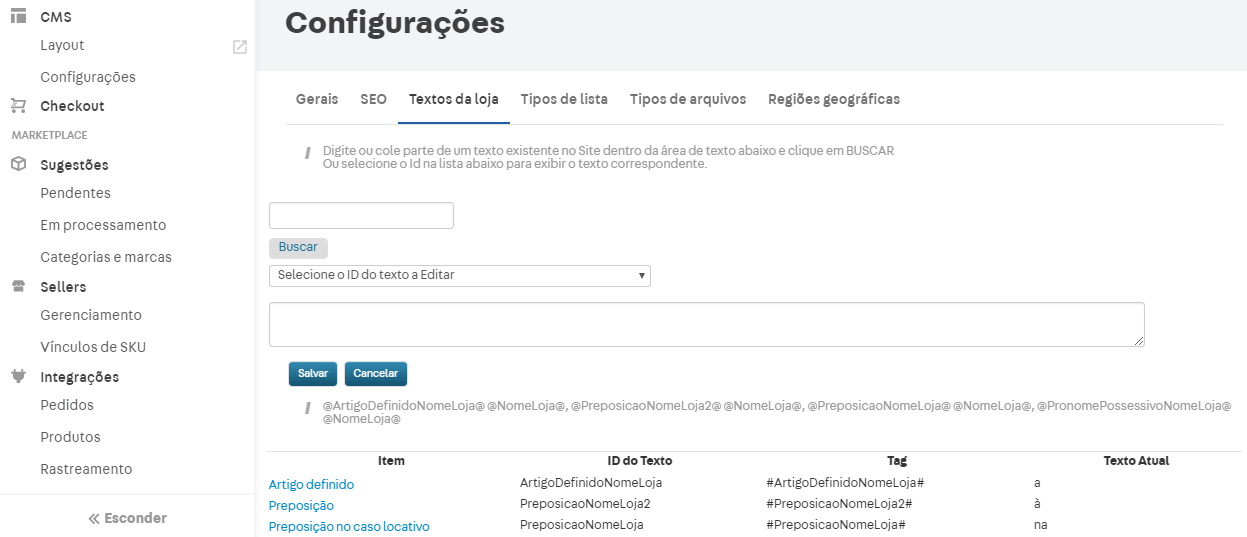 CMS
Layout
Configurações
Checkout
MARKETPLACE
Sugestões
Pendentes
Em processamento
Categorias e marcas
Sellers
Gerenciamento
Vínculos de SKU
Integrações
Pedidos
Produtos
Rastreamento
Esconder
Configurações
Gerais SEO Textos da loja Tipos de lista Tipos de arquivos Regiões geográficas
Digite ou cole parte de um texto existente no Site dentro da área de texto abaixo e clique em BUSCAR
Ou selecione o Id na lista abaixo para exibir o texto correspondente.
Buscar
Selecione o ID do texto a Editar
Salvar Cancelar
@ArtigoDefinidoNomeLoja@ @NomeLoja@, @PreposicaoNomeLoja2@ @NomeLoja@, @PreposicaoNomeLoja@ @NomeLoja@, @PronomePossessivoNomeLoja@
@NomeLoja@
Item ID do Texto Tag Texto Atual
Artigo definido ArtigoDefinidoNomeLoja #ArtigoDefinidoNomeLoja# a
Preposição PreposicaoNomeLoja2 #PreposicaoNomeLoja2# à
Preposição no caso locativo PreposicaoNomeLoja #PreposicaoNomeLoja# na